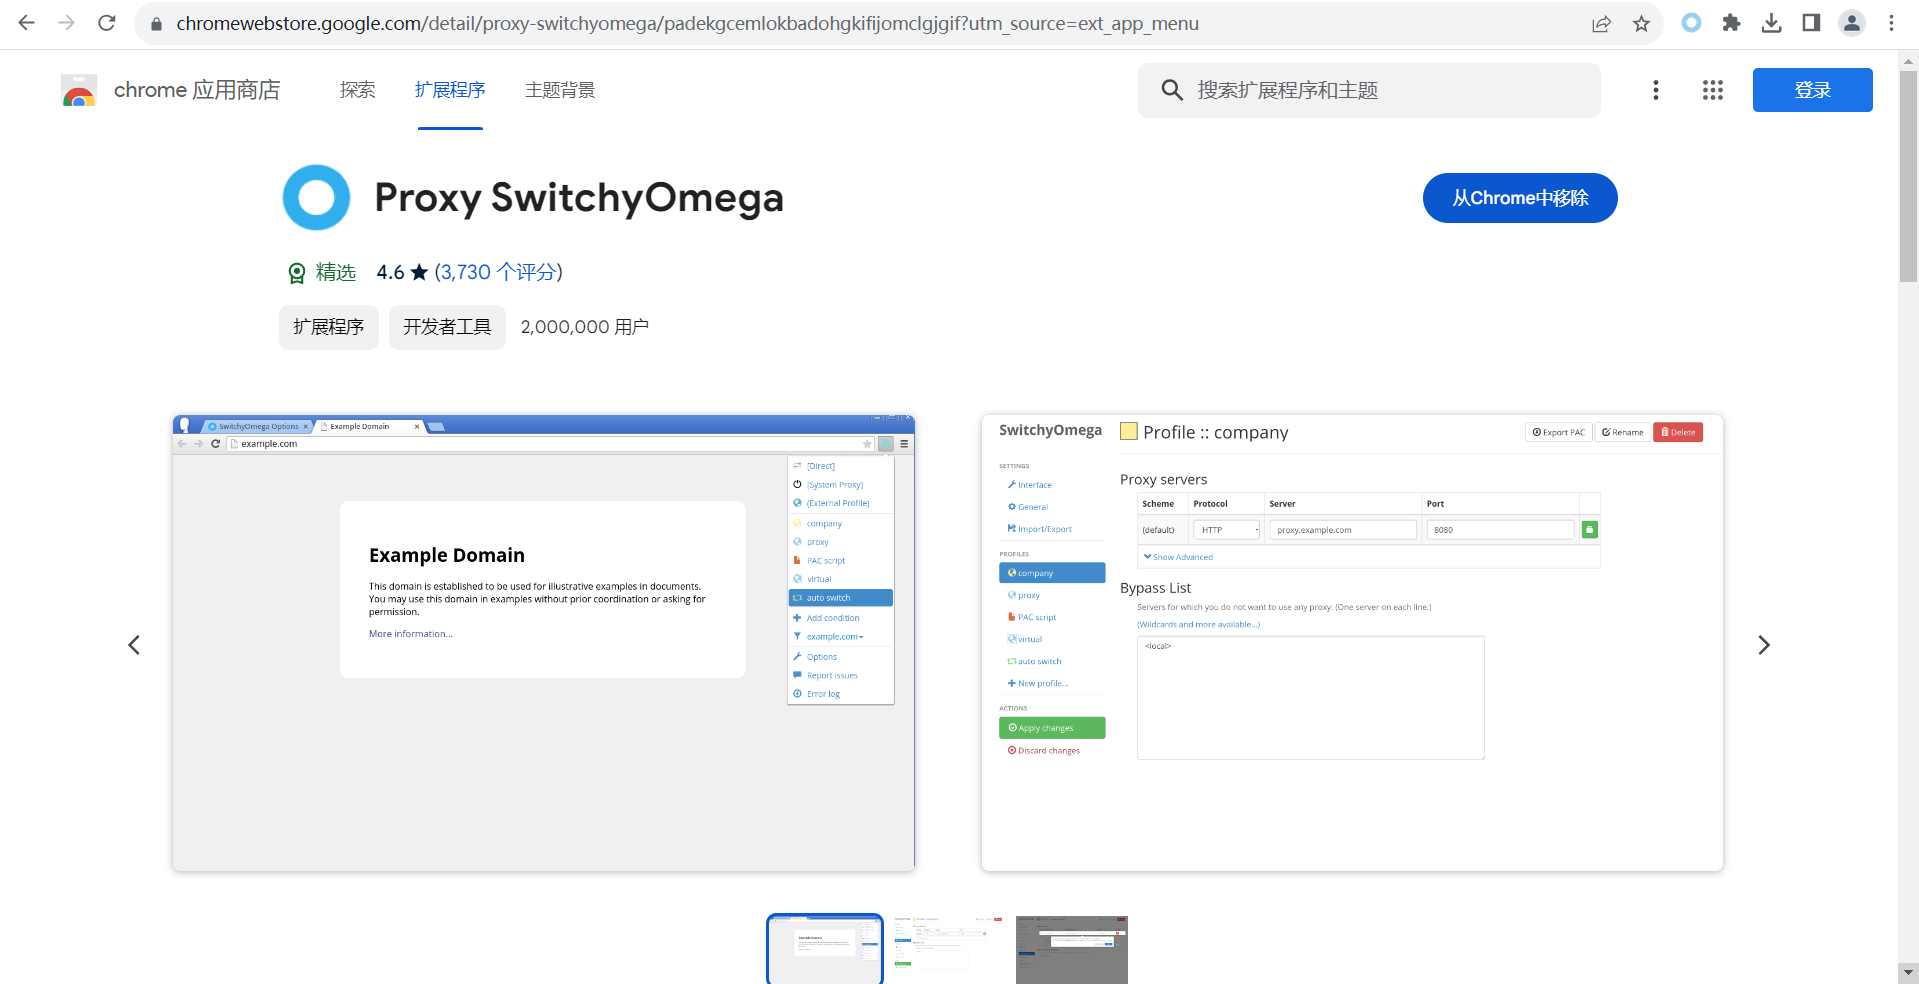 chromewebstore.google.com/detail/proxy-switchyomega/padekgcemlokbadohgkifijomclgjgif?utm_source=ext_app_menu
chrome 应用商店
探索
扩展程序
主题背景
搜索扩展程序和主题
登录
Proxy SwitchyOmega
从Chrome中移除
精选 4.6 ★ (3,730 个评分)
扩展程序
开发者工具
2,000,000 用户
SwitchyOmega Options
Example Domain
example.com
[Direct]
[System Proxy]
(External Profile)
company
proxy
PAC script
virtual
auto switch
Add condition
example.com
Options
Report issues
Error log
Example Domain
This domain is established to be used for illustrative examples in documents.
You may use this domain in examples without prior coordination or asking for
permission.
More information...
SwitchyOmega
Profile :: company
Export PAC
Rename
Delete
SETTINGS
Interface
General
Import/Export
PROFILES
company
proxy
PAC script
virtual
auto switch
New profile...
ACTIONS
Apply changes
Discard changes
Proxy servers
Scheme Protocol Server Port
(default) HTTP proxy.example.com 8080
Show Advanced
Bypass List
Servers for which you do not want to use any proxy: (One server on each line.)
(Wildcards and more available...)
<local>